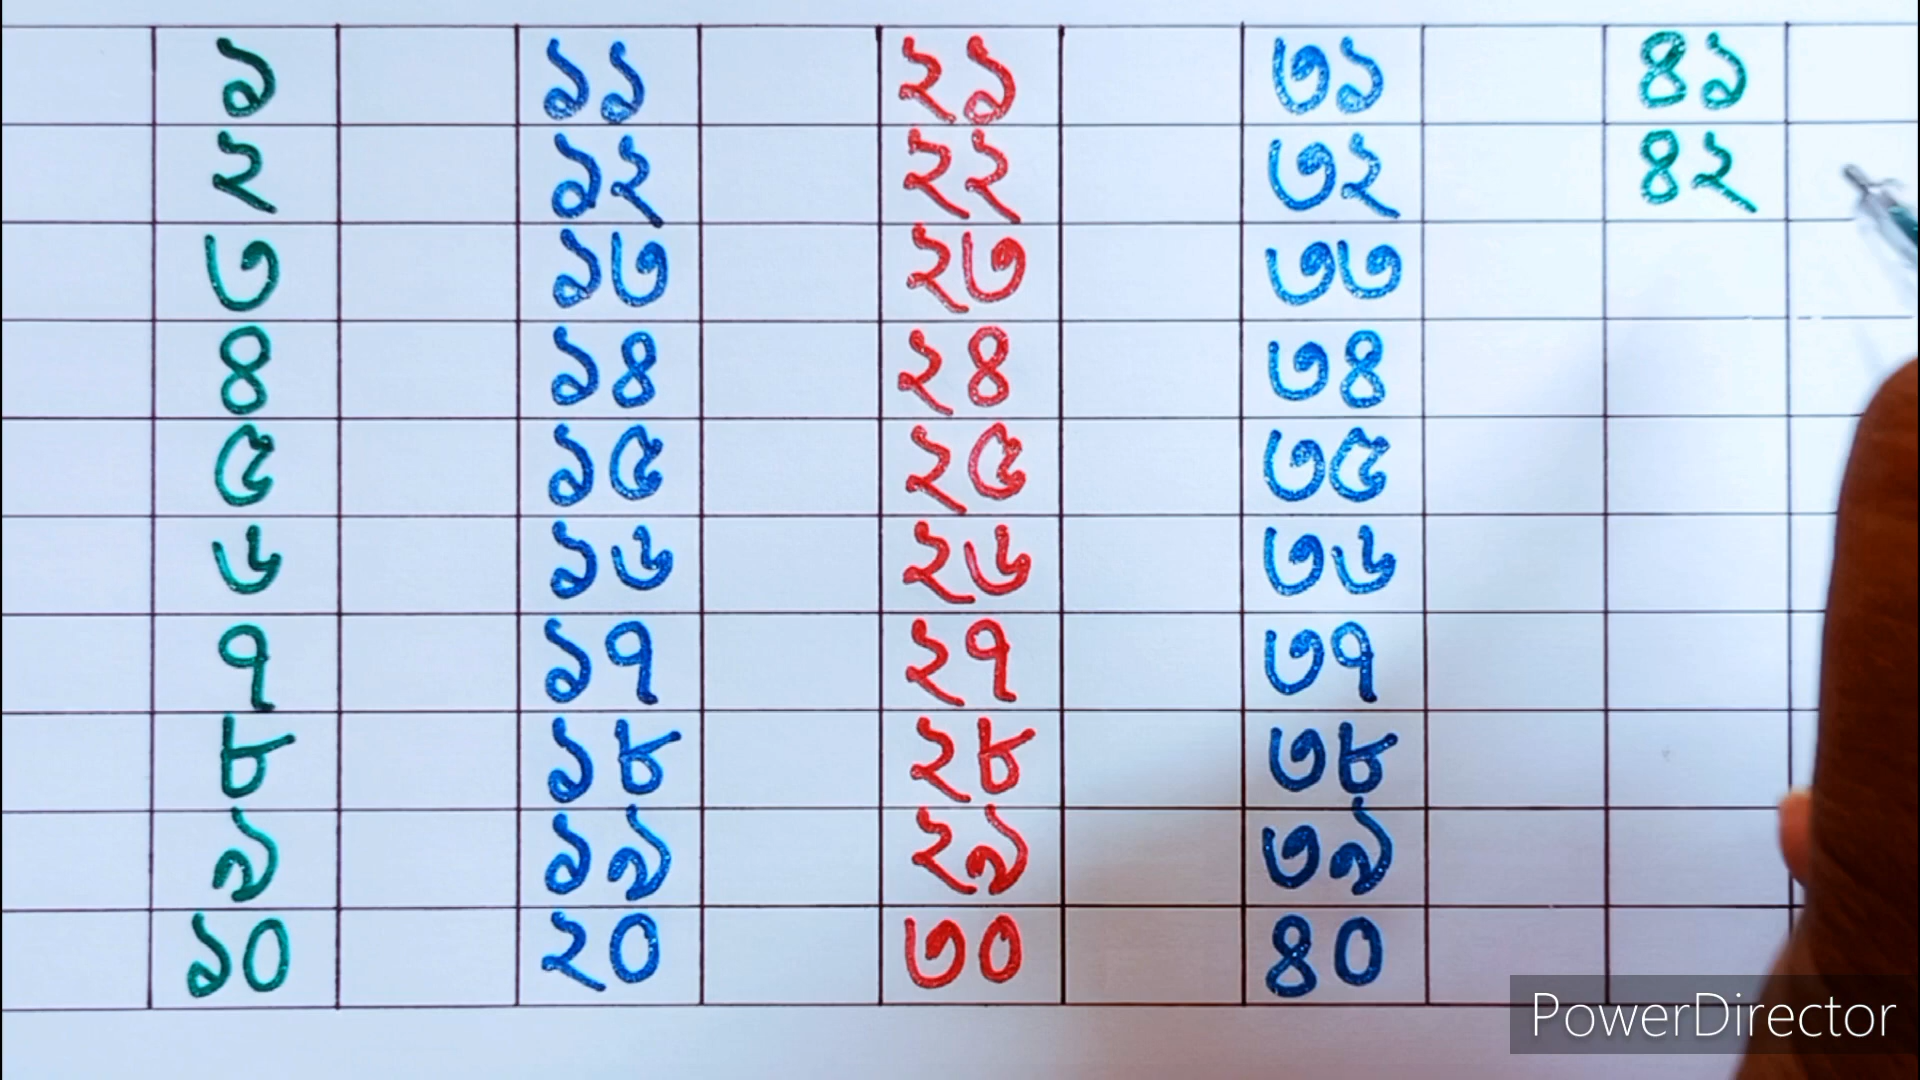 ১ ১১ ২১ ৩১ ৪১
২ ১২ ২২ ৩২ ৪২
৩ ১৩ ২৩ ৩৩
৪ ১৪ ২৪ ৩৪
৫ ১৫ ২৫ ৩৫
৬ ১৬ ২৬ ৩৬
৭ ১৭ ২৭ ৩৭
৮ ১৮ ২৮ ৩৮
৯ ১৯ ২৯ ৩৯
১০ ২০ ৩০ ৪০
PowerDirector